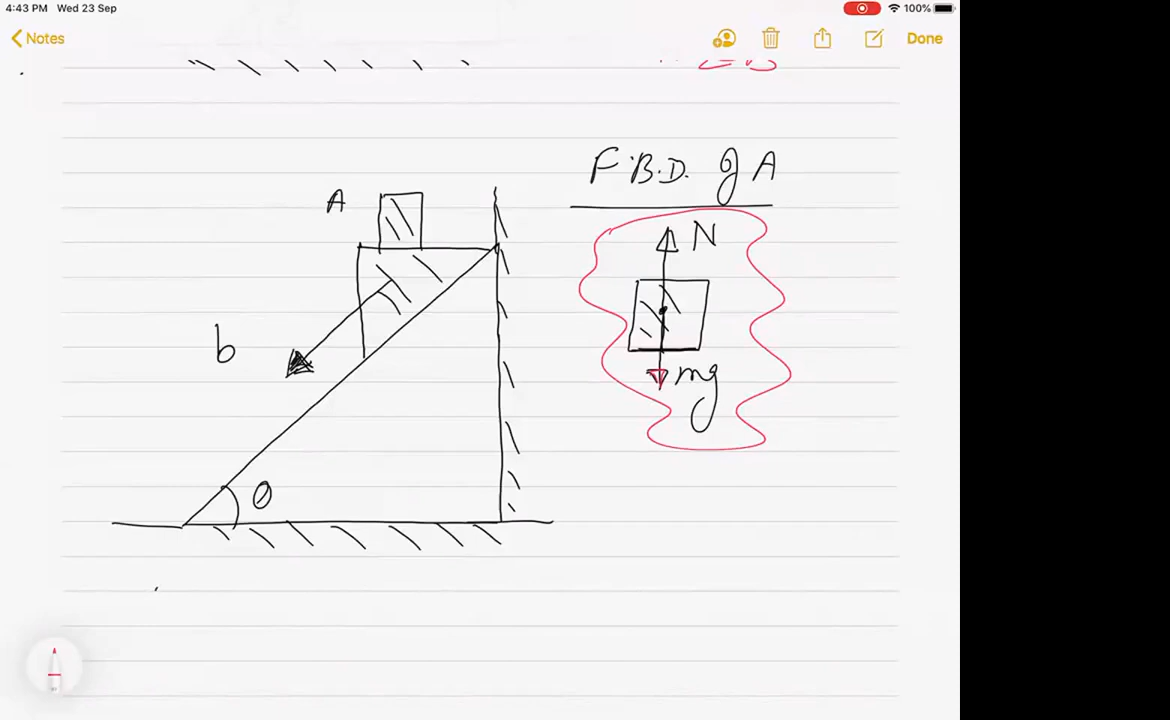 4:43 PM Wed 23 Sep
100%
Notes
Done
F.B.D. of A
A
N
b
mg
θ